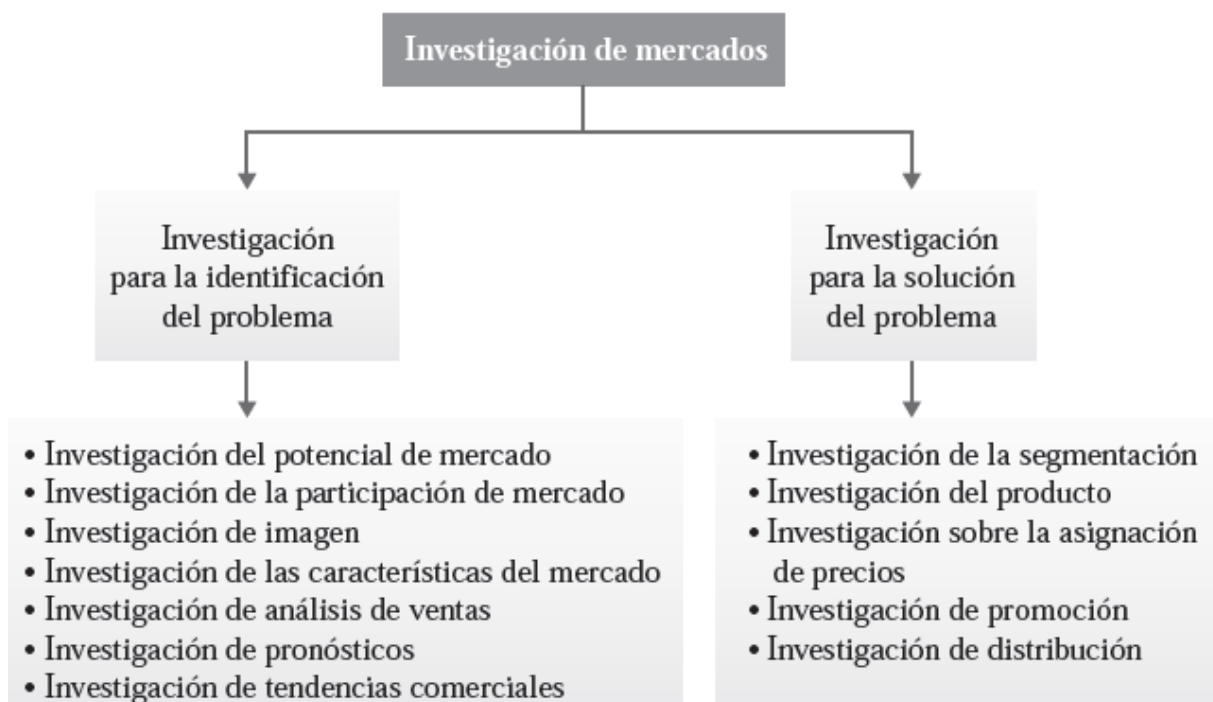 Investigación de mercados
Investigación
para la identificación
del problema
Investigación
para la solución
del problema
• Investigación del potencial de mercado
• Investigación de la participación de mercado
• Investigación de imagen
• Investigación de las características del mercado
• Investigación de análisis de ventas
• Investigación de pronósticos
• Investigación de tendencias comerciales
• Investigación de la segmentación
• Investigación del producto
• Investigación sobre la asignación
de precios
• Investigación de promoción
• Investigación de distribución